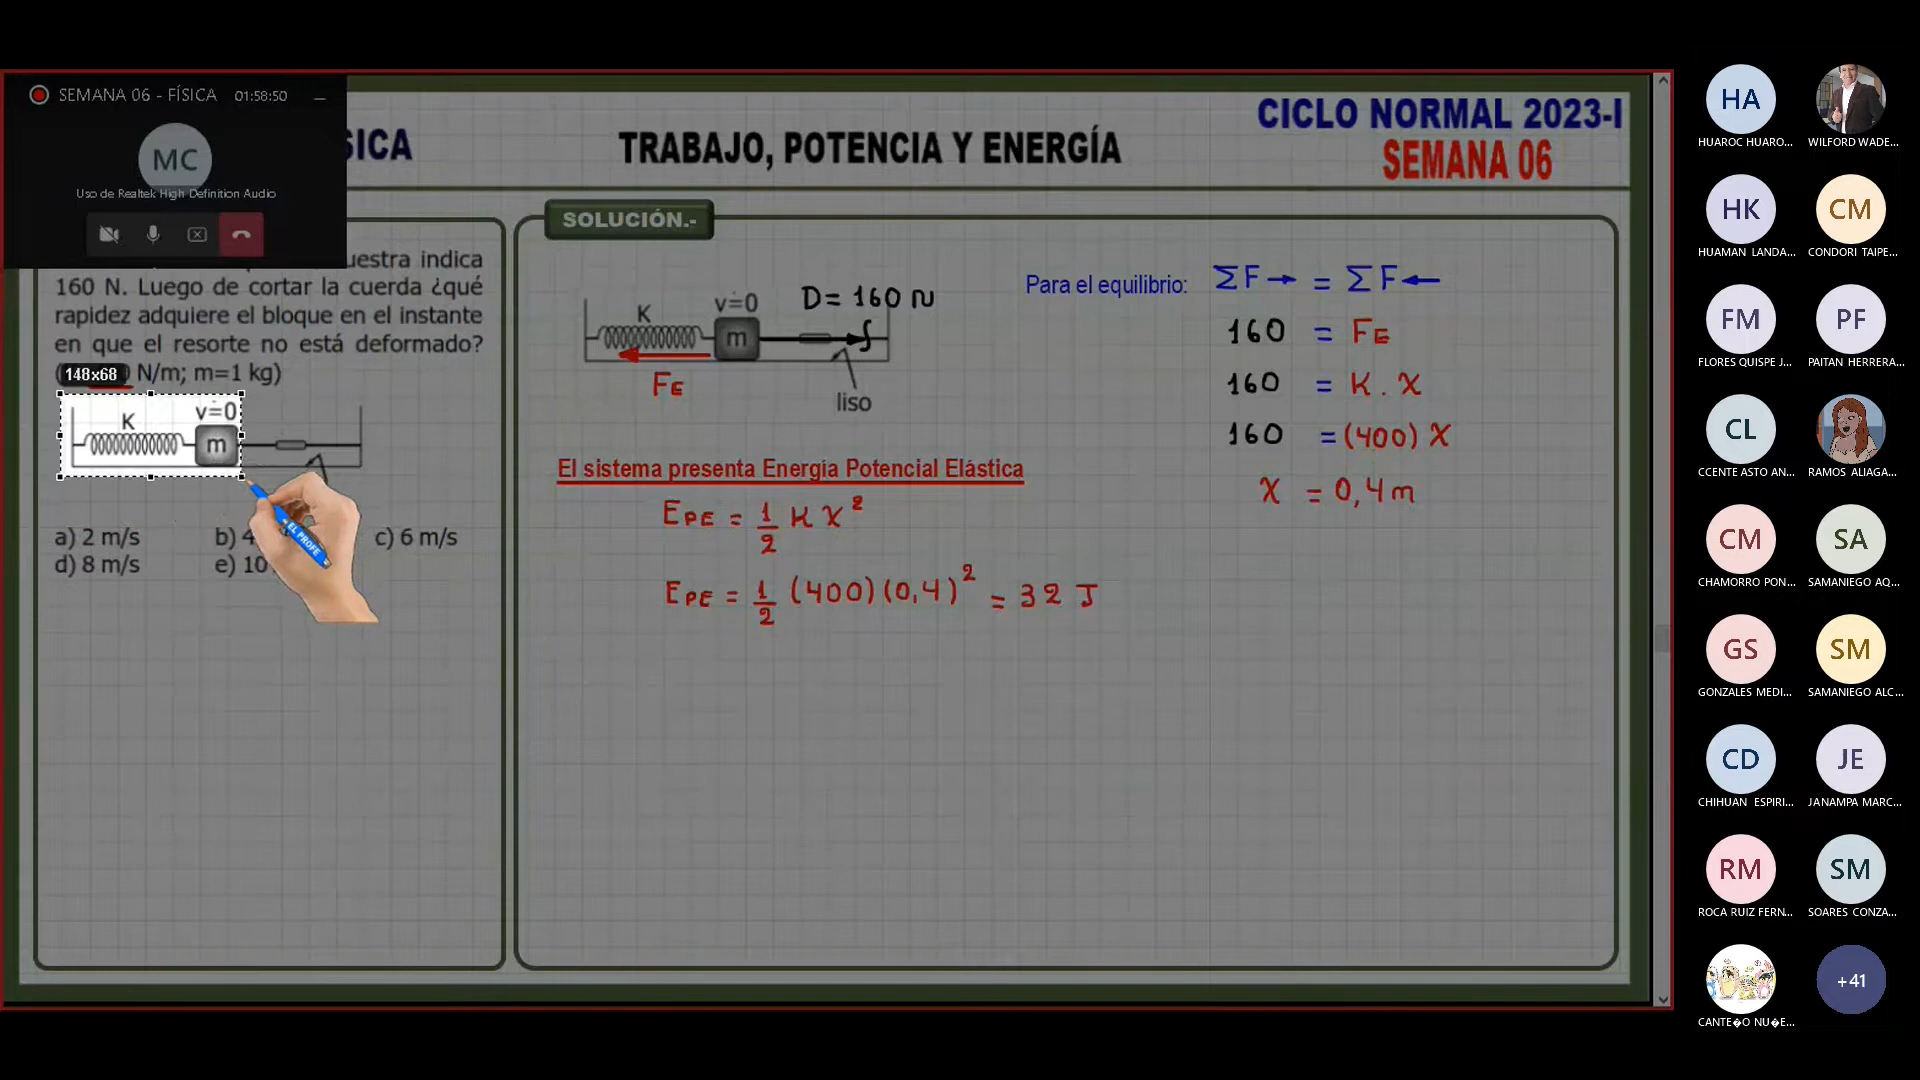 SEMANA 06 - FÍSICA 01:58:50
MC
Uso de Realtek High Definition Audio
SICA
TRABAJO, POTENCIA Y ENERGÍA
CICLO NORMAL 2023-I
SEMANA 06
uestra indica
160 N. Luego de cortar la cuerda ¿qué
rapidez adquiere el bloque en el instante
en que el resorte no está deformado?
N/m; m=1 kg)
148x68
K
v=0
m
a) 2 m/s b) 4 c) 6 m/s
d) 8 m/s e) 10
EL PROFE
SOLUCIÓN.-
K
v=0
D= 160 N
m
FE
liso
El sistema presenta Energía Potencial Elástica
EPE = 1/2 K X²
EPE = 1/2 (400)(0,4)² = 32 J
Para el equilibrio: ΣF→ = ΣF←
160 = FE
160 = K . X
160 = (400) X
X = 0,4 m
HA
HUAROC HUARO...
WILFORD WADE...
HK
HUAMAN LANDA...
CM
CONDORI TAIPE...
FM
FLORES QUISPE J...
PF
PAITAN HERRERA...
CL
CCENTE ASTO AN...
RAMOS ALIAGA...
CM
CHAMORRO PON...
SA
SAMANIEGO AQ...
GS
GONZALES MEDI...
SM
SAMANIEGO ALC...
CD
CHIHUAN ESPIRI...
JE
JANAMPA MARC...
RM
ROCA RUIZ FERN...
SM
SOARES CONZA...
CANTE�O NU�E...
+41